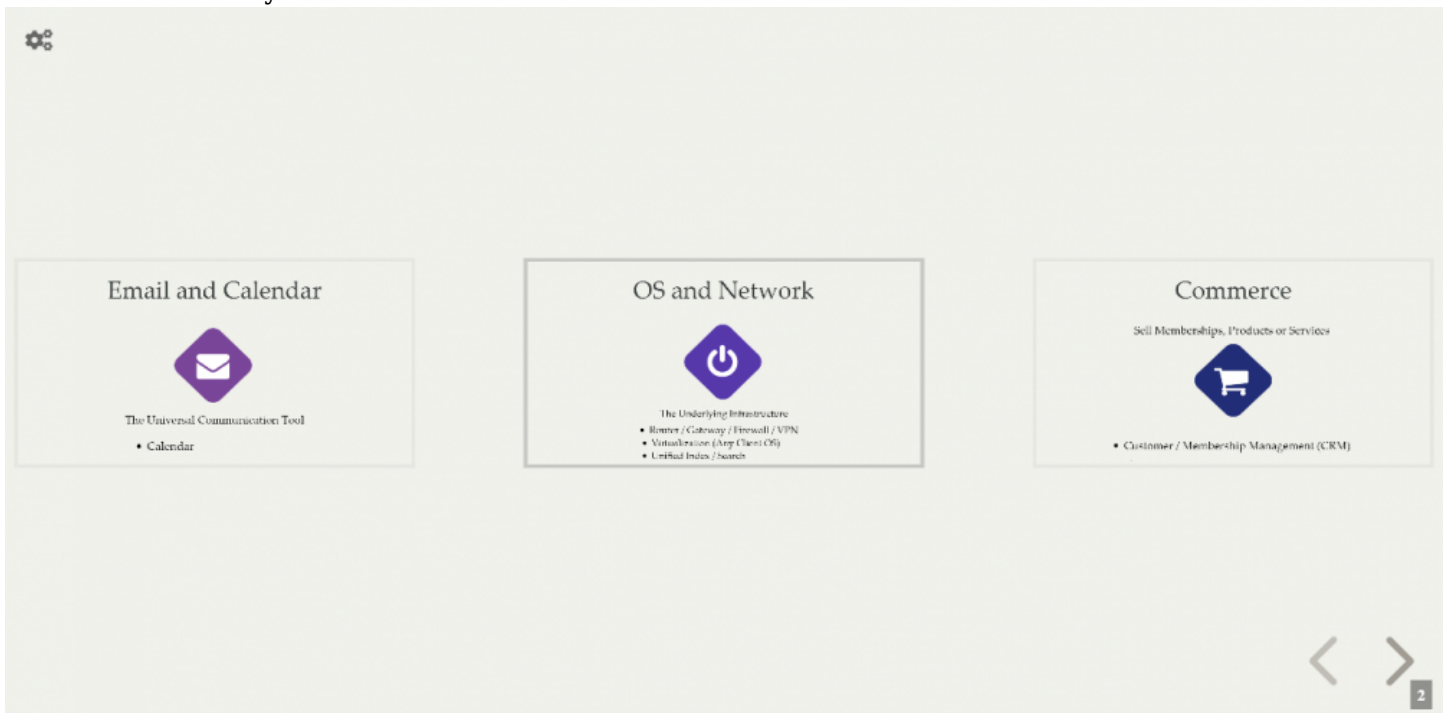 Email and Calendar
The Universal Communication Tool
• Calendar
OS and Network
The Underlying Infrastructure
• Router / Gateway / Firewall / VPN
• Virtualization (Any Client OS)
• Unified Index / Search
Commerce
Sell Memberships, Products or Services
• Customer / Membership Management (CRM)
2